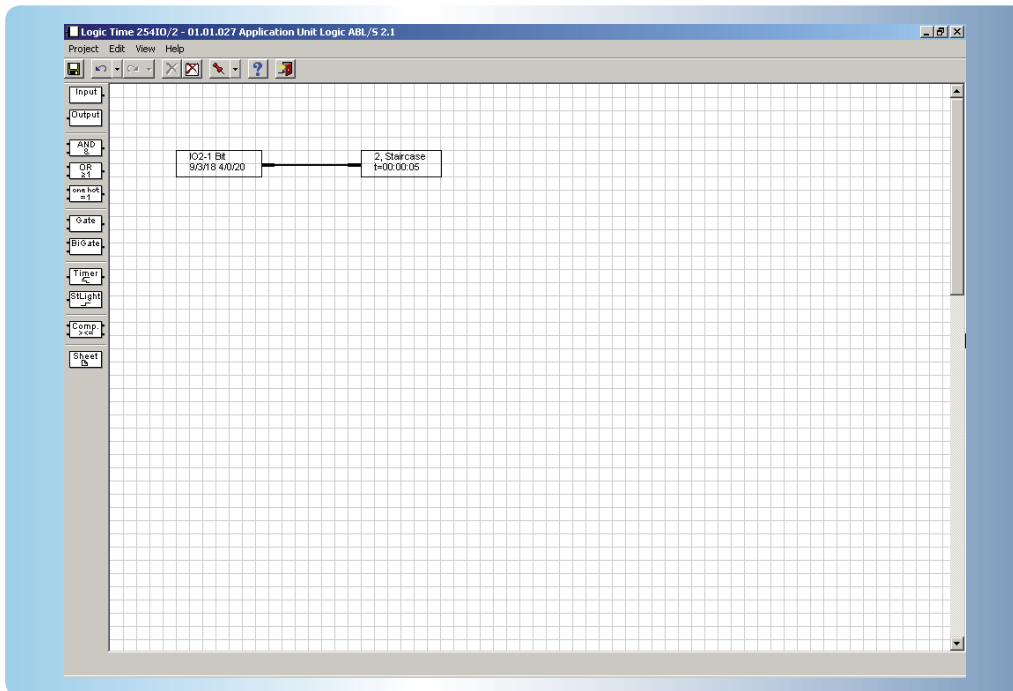 Logic Time 254IO/2 - 01.01.027 Application Unit Logic ABL/S 2.1
Project Edit View Help
Input
Output
AND
&
OR
≥1
one hot
=1
Gate
BiGate
Timer
StLight
Comp.
><=
Sheet
IO2-1 Bit
9/3/18 4/0/20
2, Staircase
t=00:00:05